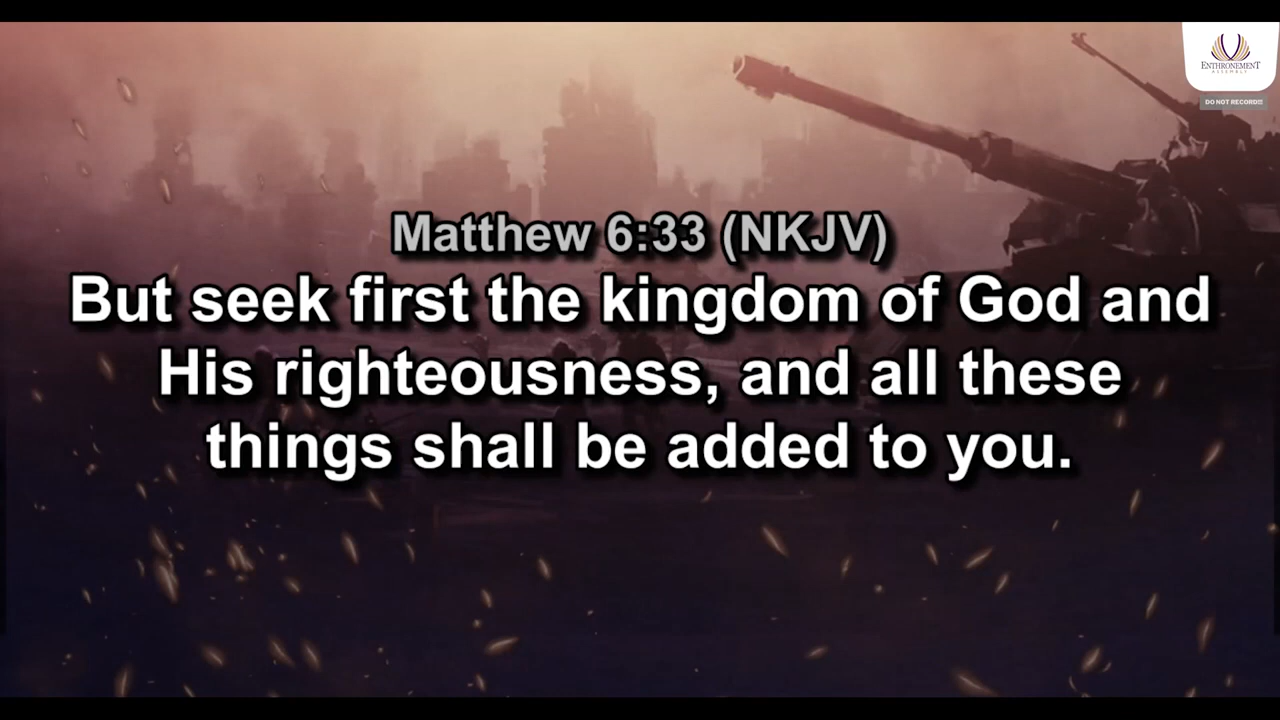 ENTHRONEMENT
ASSEMBLY
DO NOT RECORD!!!
Matthew 6:33 (NKJV)
But seek first the kingdom of God and
His righteousness, and all these
things shall be added to you.